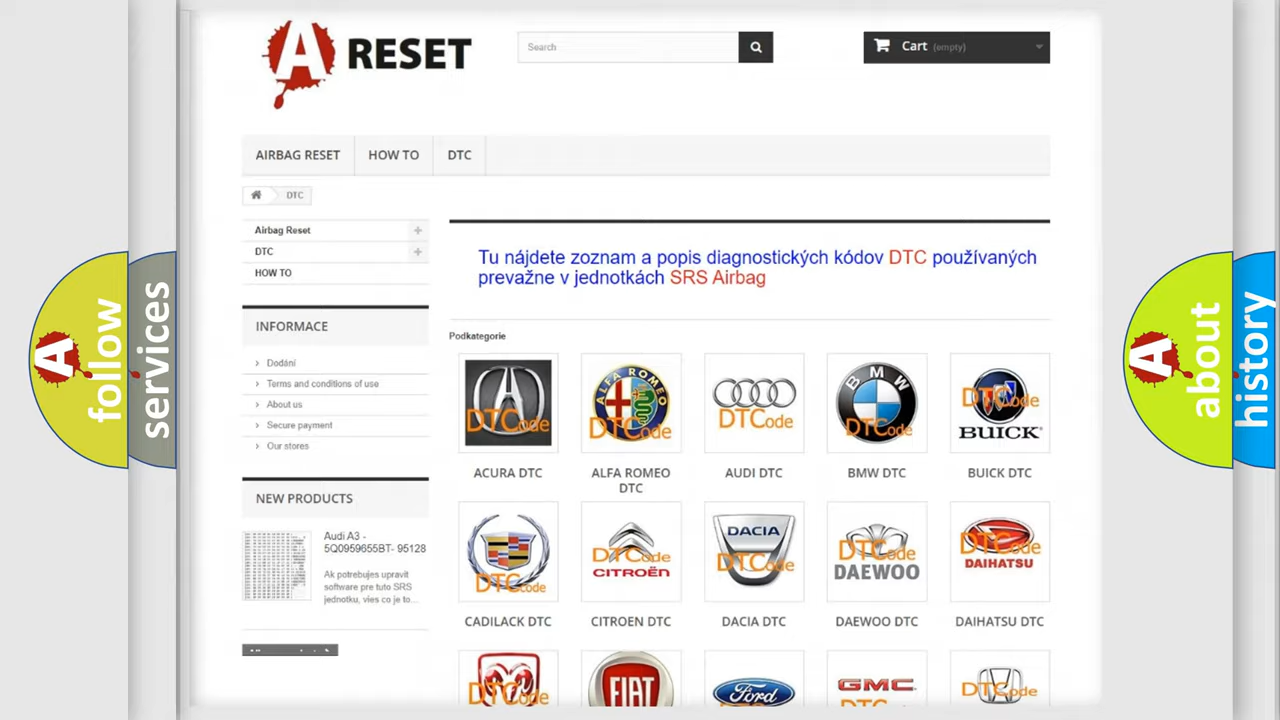 A RESET
Search
Cart (empty)
AIRBAG RESET
HOW TO
DTC
DTC
Airbag Reset
DTC
HOW TO
INFORMACE
Dodání
Terms and conditions of use
About us
Secure payment
Our stores
NEW PRODUCTS
Audi A3 -
5Q0959655BT- 95128
Ak potrebujes upravit
software pre tuto SRS
jednotku, vies co je to...
Tu nájdete zoznam a popis diagnostických kódov DTC používaných
prevažne v jednotkách SRS Airbag
Podkategorie
DTCode
ALFA ROMEO
DTCode
DTCode
BMW
DTCode
DTCode
BUICK
ACURA DTC
ALFA ROMEO
DTC
AUDI DTC
BMW DTC
BUICK DTC
DTCode
DTCode
CITROËN
DACIA
DTCode
DTCode
DAEWOO
DTCode
DAIHATSU
CADILACK DTC
CITROEN DTC
DACIA DTC
DAEWOO DTC
DAIHATSU DTC
DTCode
FIAT
Ford
GMC
DTCode
A follow
services
A about
history